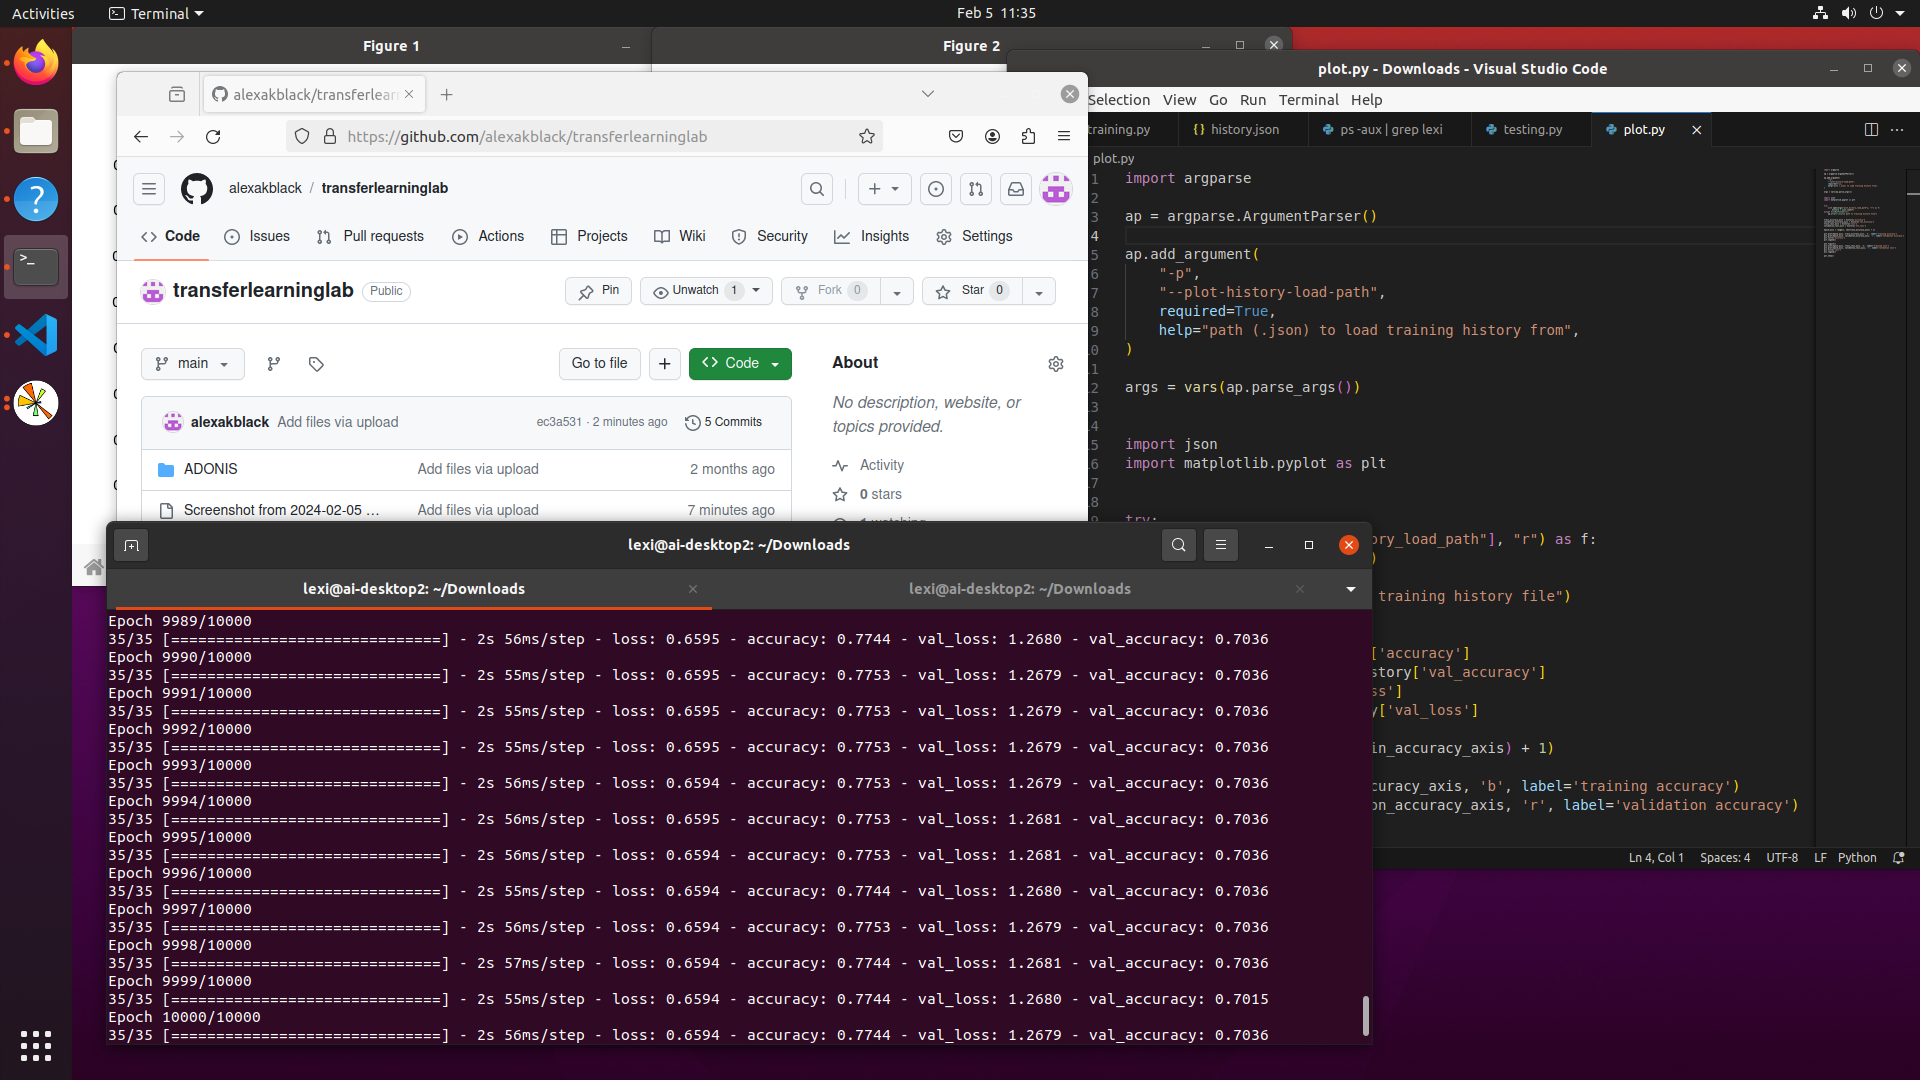 Activities
Terminal
Feb 5 11:35
Figure 1
Figure 2
plot.py - Downloads - Visual Studio Code
alexakblack/transferlear
https://github.com/alexakblack/transferlearninglab
alexakblack / transferlearninglab
Code
Issues
Pull requests
Actions
Projects
Wiki
Security
Insights
Settings
transferlearninglab
Public
Pin
Unwatch 1
Fork 0
Star 0
main
Go to file
Code
About
alexakblack Add files via upload
ec3a531 · 2 minutes ago
5 Commits
No description, website, or
topics provided.
ADONIS
Add files via upload
2 months ago
Activity
0 stars
Screenshot from 2024-02-05 …
Add files via upload
7 minutes ago
Selection View Go Run Terminal Help
training.py
history.json
ps -aux | grep lexi
testing.py
plot.py
plot.py
1 import argparse
2
3 ap = argparse.ArgumentParser()
4
5 ap.add_argument(
6 "-p",
7 "--plot-history-load-path",
8 required=True,
9 help="path (.json) to load training history from",
0 )
1
2 args = vars(ap.parse_args())
3
4
5 import json
6 import matplotlib.pyplot as plt
7
8
9 try:
ory_load_path"], "r") as f:
)
training history file")
['accuracy']
story['val_accuracy']
ss']
y['val_loss']
in_accuracy_axis) + 1)
curacy_axis, 'b', label='training accuracy')
on_accuracy_axis, 'r', label='validation accuracy')
Ln 4, Col 1
Spaces: 4
UTF-8
LF
Python
lexi@ai-desktop2: ~/Downloads
lexi@ai-desktop2: ~/Downloads
lexi@ai-desktop2: ~/Downloads
Epoch 9989/10000
35/35 [==============================] - 2s 56ms/step - loss: 0.6595 - accuracy: 0.7744 - val_loss: 1.2680 - val_accuracy: 0.7036
Epoch 9990/10000
35/35 [==============================] - 2s 55ms/step - loss: 0.6595 - accuracy: 0.7753 - val_loss: 1.2679 - val_accuracy: 0.7036
Epoch 9991/10000
35/35 [==============================] - 2s 55ms/step - loss: 0.6595 - accuracy: 0.7753 - val_loss: 1.2679 - val_accuracy: 0.7036
Epoch 9992/10000
35/35 [==============================] - 2s 55ms/step - loss: 0.6595 - accuracy: 0.7753 - val_loss: 1.2679 - val_accuracy: 0.7036
Epoch 9993/10000
35/35 [==============================] - 2s 56ms/step - loss: 0.6594 - accuracy: 0.7753 - val_loss: 1.2679 - val_accuracy: 0.7036
Epoch 9994/10000
35/35 [==============================] - 2s 56ms/step - loss: 0.6595 - accuracy: 0.7753 - val_loss: 1.2681 - val_accuracy: 0.7036
Epoch 9995/10000
35/35 [==============================] - 2s 56ms/step - loss: 0.6594 - accuracy: 0.7753 - val_loss: 1.2681 - val_accuracy: 0.7036
Epoch 9996/10000
35/35 [==============================] - 2s 55ms/step - loss: 0.6594 - accuracy: 0.7744 - val_loss: 1.2680 - val_accuracy: 0.7036
Epoch 9997/10000
35/35 [==============================] - 2s 56ms/step - loss: 0.6594 - accuracy: 0.7753 - val_loss: 1.2679 - val_accuracy: 0.7036
Epoch 9998/10000
35/35 [==============================] - 2s 57ms/step - loss: 0.6594 - accuracy: 0.7744 - val_loss: 1.2681 - val_accuracy: 0.7036
Epoch 9999/10000
35/35 [==============================] - 2s 55ms/step - loss: 0.6594 - accuracy: 0.7744 - val_loss: 1.2680 - val_accuracy: 0.7015
Epoch 10000/10000
35/35 [==============================] - 2s 56ms/step - loss: 0.6594 - accuracy: 0.7744 - val_loss: 1.2679 - val_accuracy: 0.7036